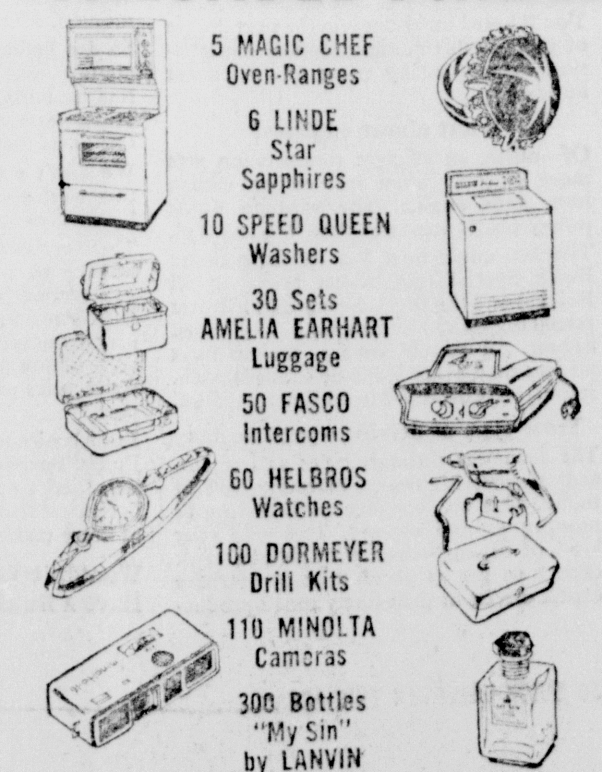 5 MAGIC CHEF
Oven-Ranges
6 LINDE
Star
Sapphires
10 SPEED QUEEN
Washers
30 Sets
AMELIA EARHART
Luggage
50 FASCO
Intercoms
60 HELBROS
Watches
100 DORMEYER
Drill Kits
110 MINOLTA
Cameras
300 Bottles
"My Sin"
by LANVIN